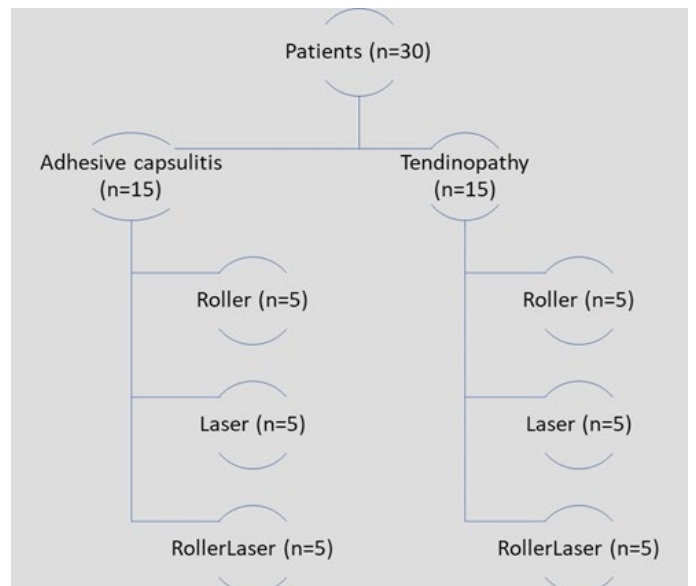 Patients (n=30)
Adhesive capsulitis
(n=15)
Tendinopathy
(n=15)
Roller (n=5)
Roller (n=5)
Laser (n=5)
Laser (n=5)
RollerLaser (n=5)
RollerLaser (n=5)